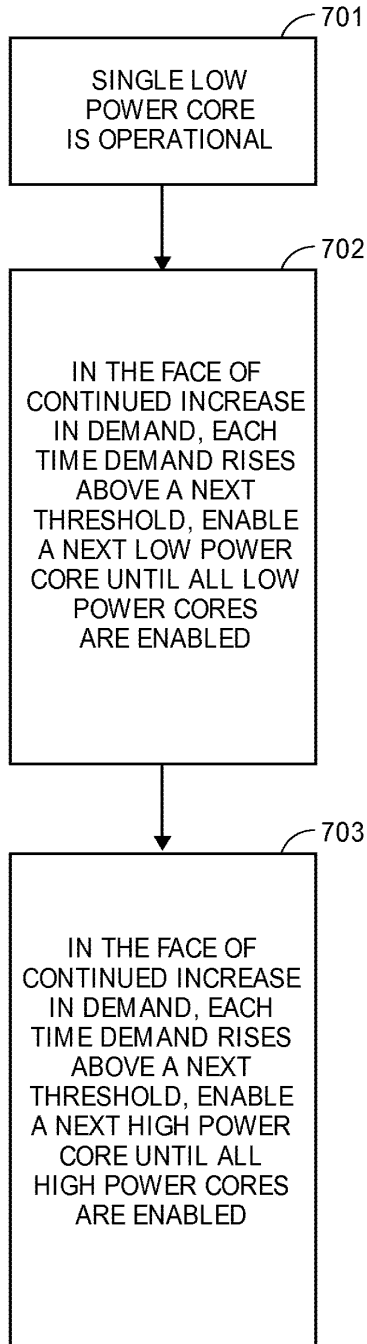 701
SINGLE LOW
POWER CORE
IS OPERATIONAL
702
IN THE FACE OF
CONTINUED INCREASE
IN DEMAND, EACH
TIME DEMAND RISES
ABOVE A NEXT
THRESHOLD, ENABLE
A NEXT LOW POWER
CORE UNTIL ALL LOW
POWER CORES
ARE ENABLED
703
IN THE FACE OF
CONTINUED INCREASE
IN DEMAND, EACH
TIME DEMAND RISES
ABOVE A NEXT
THRESHOLD, ENABLE
A NEXT HIGH POWER
CORE UNTIL ALL
HIGH POWER CORES
ARE ENABLED